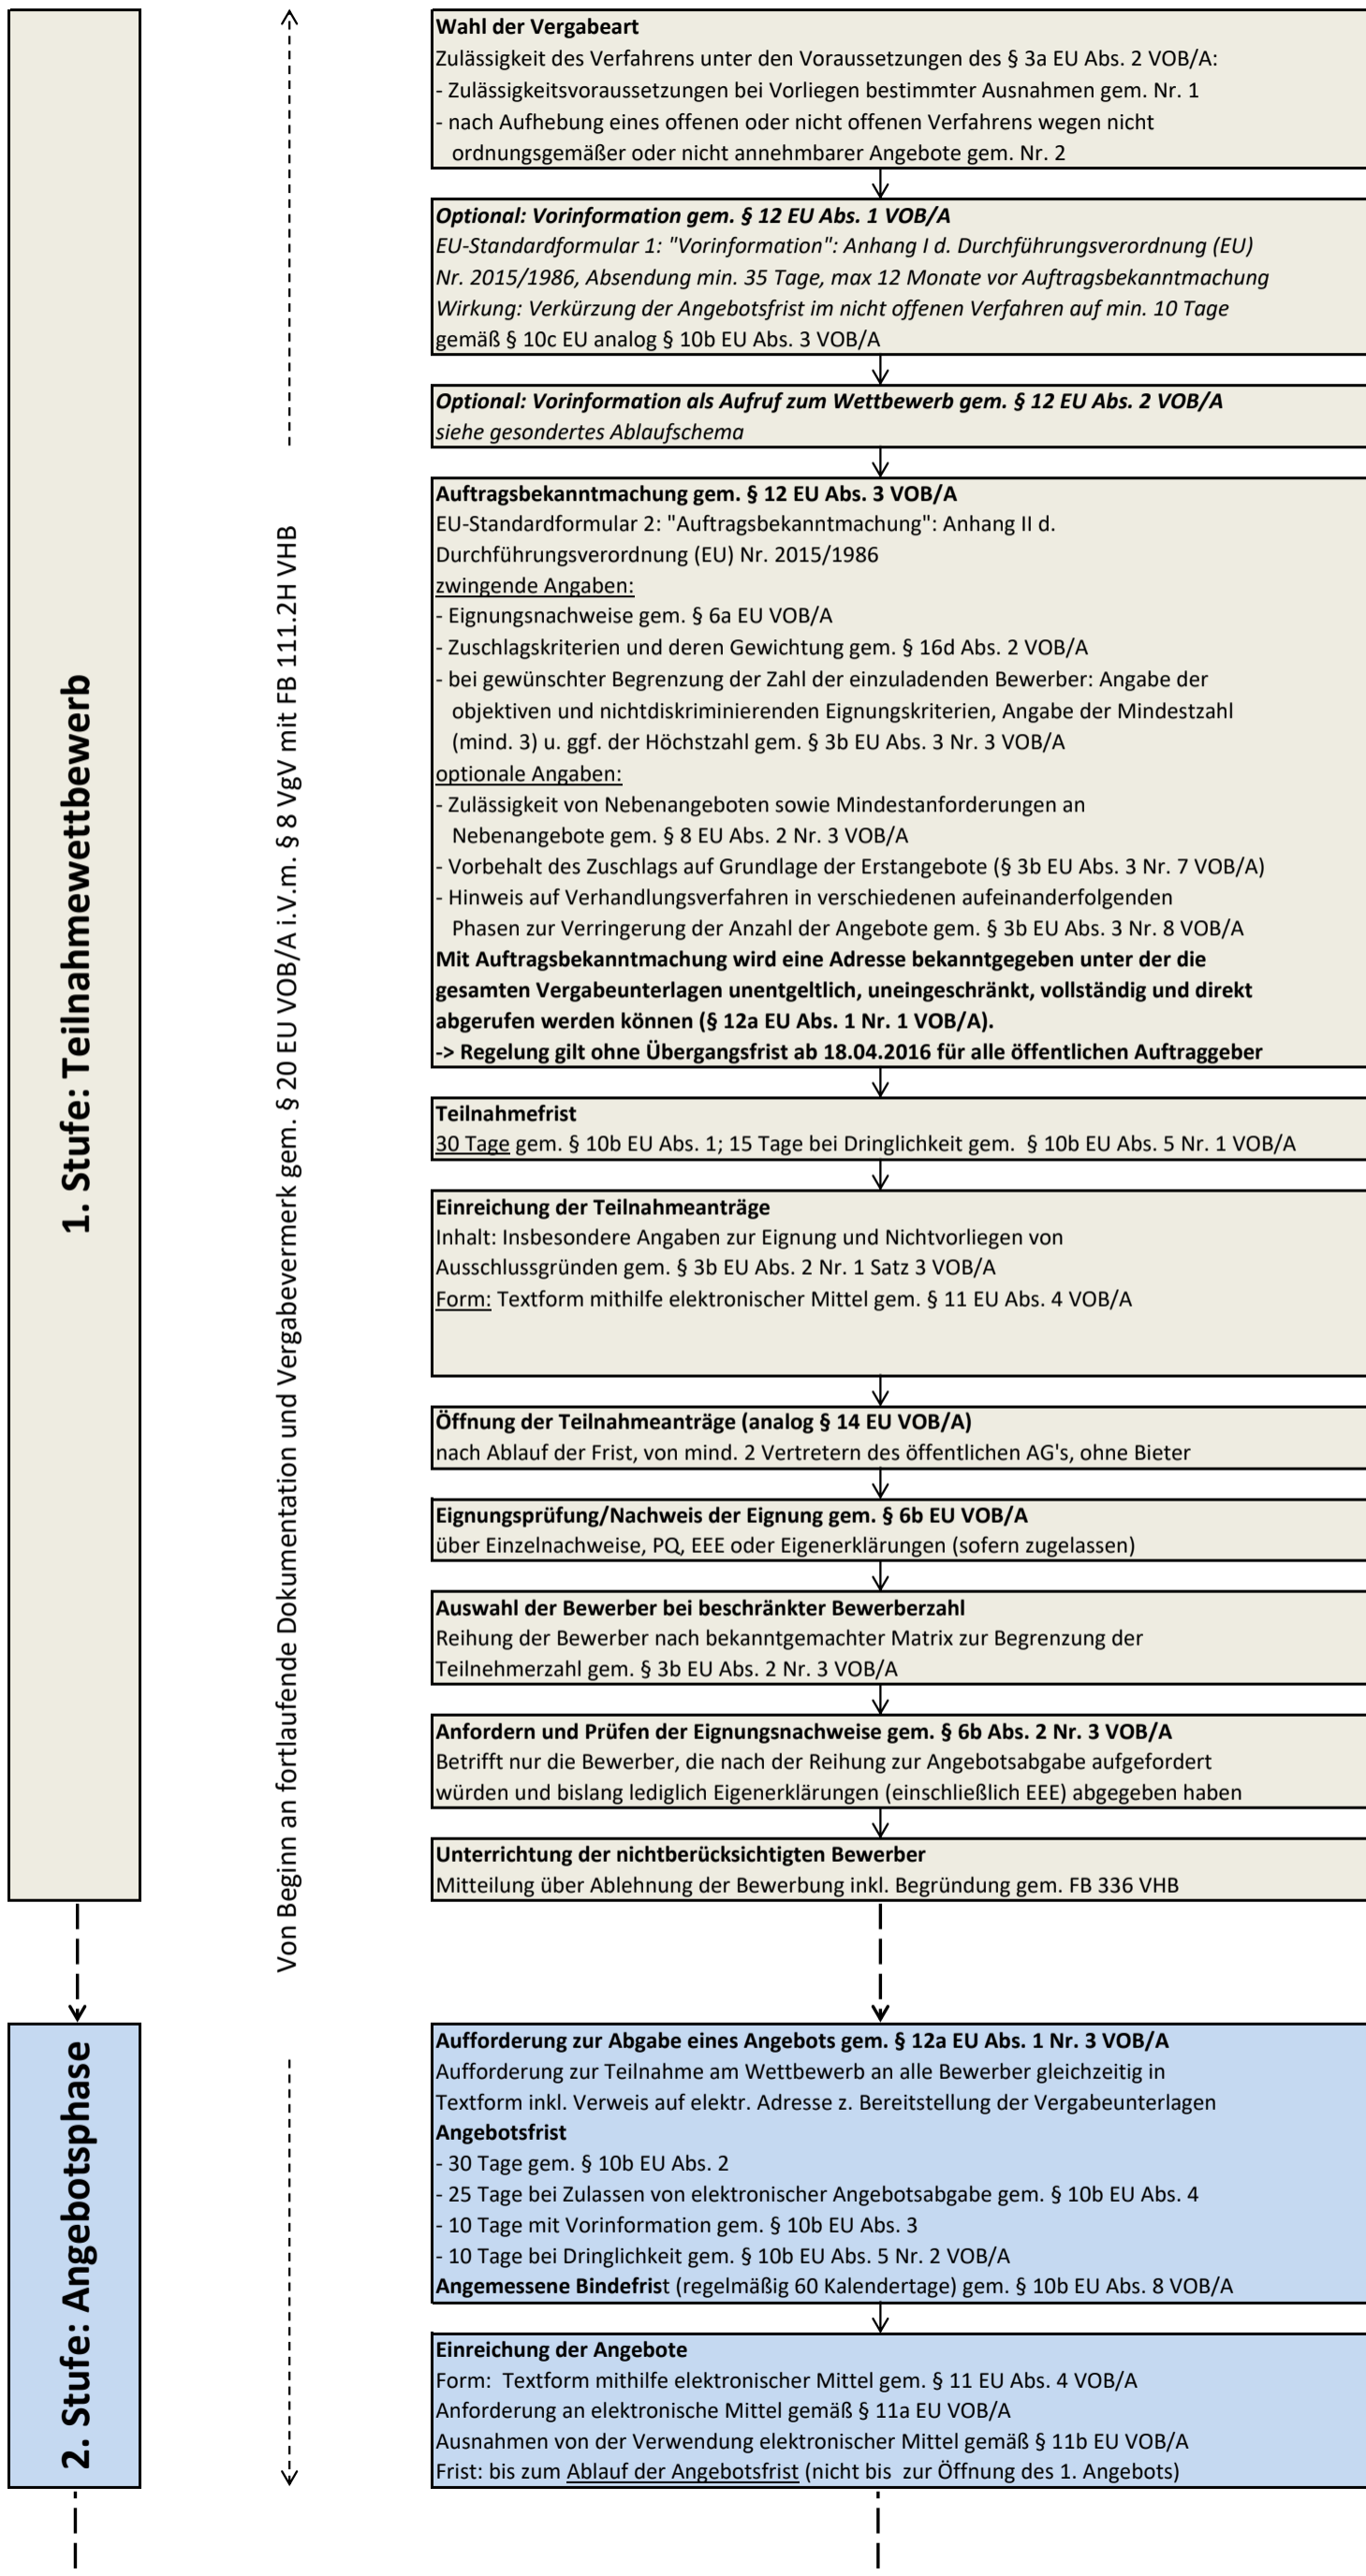 1. Stufe: Teilnahmewettbewerb
Von Beginn an fortlaufende Dokumentation und Vergabevermerk gem. § 20 EU VOB/A i.V.m. § 8 VgV mit FB 111.2H VHB
Wahl der Vergabeart
Zulässigkeit des Verfahrens unter den Voraussetzungen des § 3a EU Abs. 2 VOB/A:
- Zulässigkeitsvoraussetzungen bei Vorliegen bestimmter Ausnahmen gem. Nr. 1
- nach Aufhebung eines offenen oder nicht offenen Verfahrens wegen nicht
ordnungsgemäßer oder nicht annehmbarer Angebote gem. Nr. 2
Optional: Vorinformation gem. § 12 EU Abs. 1 VOB/A
EU-Standardformular 1: "Vorinformation": Anhang I d. Durchführungsverordnung (EU)
Nr. 2015/1986, Absendung min. 35 Tage, max 12 Monate vor Auftragsbekanntmachung
Wirkung: Verkürzung der Angebotsfrist im nicht offenen Verfahren auf min. 10 Tage
gemäß § 10c EU analog § 10b EU Abs. 3 VOB/A
Optional: Vorinformation als Aufruf zum Wettbewerb gem. § 12 EU Abs. 2 VOB/A
siehe gesondertes Ablaufschema
Auftragsbekanntmachung gem. § 12 EU Abs. 3 VOB/A
EU-Standardformular 2: "Auftragsbekanntmachung": Anhang II d.
Durchführungsverordnung (EU) Nr. 2015/1986
zwingende Angaben:
- Eignungsnachweise gem. § 6a EU VOB/A
- Zuschlagskriterien und deren Gewichtung gem. § 16d Abs. 2 VOB/A
- bei gewünschter Begrenzung der Zahl der einzuladenden Bewerber: Angabe der
objektiven und nichtdiskriminierenden Eignungskriterien, Angabe der Mindestzahl
(mind. 3) u. ggf. der Höchstzahl gem. § 3b EU Abs. 3 Nr. 3 VOB/A
optionale Angaben:
- Zulässigkeit von Nebenangeboten sowie Mindestanforderungen an
Nebenangebote gem. § 8 EU Abs. 2 Nr. 3 VOB/A
- Vorbehalt des Zuschlags auf Grundlage der Erstangebote (§ 3b EU Abs. 3 Nr. 7 VOB/A)
- Hinweis auf Verhandlungsverfahren in verschiedenen aufeinanderfolgenden
Phasen zur Verringerung der Anzahl der Angebote gem. § 3b EU Abs. 3 Nr. 8 VOB/A
Mit Auftragsbekanntmachung wird eine Adresse bekanntgegeben unter der die
gesamten Vergabeunterlagen unentgeltlich, uneingeschränkt, vollständig und direkt
abgerufen werden können (§ 12a EU Abs. 1 Nr. 1 VOB/A).
-> Regelung gilt ohne Übergangsfrist ab 18.04.2016 für alle öffentlichen Auftraggeber
Teilnahmefrist
30 Tage gem. § 10b EU Abs. 1; 15 Tage bei Dringlichkeit gem. § 10b EU Abs. 5 Nr. 1 VOB/A
Einreichung der Teilnahmeanträge
Inhalt: Insbesondere Angaben zur Eignung und Nichtvorliegen von
Ausschlussgründen gem. § 3b EU Abs. 2 Nr. 1 Satz 3 VOB/A
Form: Textform mithilfe elektronischer Mittel gem. § 11 EU Abs. 4 VOB/A
Öffnung der Teilnahmeanträge (analog § 14 EU VOB/A)
nach Ablauf der Frist, von mind. 2 Vertretern des öffentlichen AG's, ohne Bieter
Eignungsprüfung/Nachweis der Eignung gem. § 6b EU VOB/A
über Einzelnachweise, PQ, EEE oder Eigenerklärungen (sofern zugelassen)
Auswahl der Bewerber bei beschränkter Bewerberzahl
Reihung der Bewerber nach bekanntgemachter Matrix zur Begrenzung der
Teilnehmerzahl gem. § 3b EU Abs. 2 Nr. 3 VOB/A
Anfordern und Prüfen der Eignungsnachweise gem. § 6b Abs. 2 Nr. 3 VOB/A
Betrifft nur die Bewerber, die nach der Reihung zur Angebotsabgabe aufgefordert
würden und bislang lediglich Eigenerklärungen (einschließlich EEE) abgegeben haben
Unterrichtung der nichtberücksichtigten Bewerber
Mitteilung über Ablehnung der Bewerbung inkl. Begründung gem. FB 336 VHB
2. Stufe: Angebotsphase
Aufforderung zur Abgabe eines Angebots gem. § 12a EU Abs. 1 Nr. 3 VOB/A
Aufforderung zur Teilnahme am Wettbewerb an alle Bewerber gleichzeitig in
Textform inkl. Verweis auf elektr. Adresse z. Bereitstellung der Vergabeunterlagen
Angebotsfrist
- 30 Tage gem. § 10b EU Abs. 2
- 25 Tage bei Zulassen von elektronischer Angebotsabgabe gem. § 10b EU Abs. 4
- 10 Tage mit Vorinformation gem. § 10b EU Abs. 3
- 10 Tage bei Dringlichkeit gem. § 10b EU Abs. 5 Nr. 2 VOB/A
Angemessene Bindefrist (regelmäßig 60 Kalendertage) gem. § 10b EU Abs. 8 VOB/A
Einreichung der Angebote
Form: Textform mithilfe elektronischer Mittel gem. § 11 EU Abs. 4 VOB/A
Anforderung an elektronische Mittel gemäß § 11a EU VOB/A
Ausnahmen von der Verwendung elektronischer Mittel gemäß § 11b EU VOB/A
Frist: bis zum Ablauf der Angebotsfrist (nicht bis zur Öffnung des 1. Angebots)